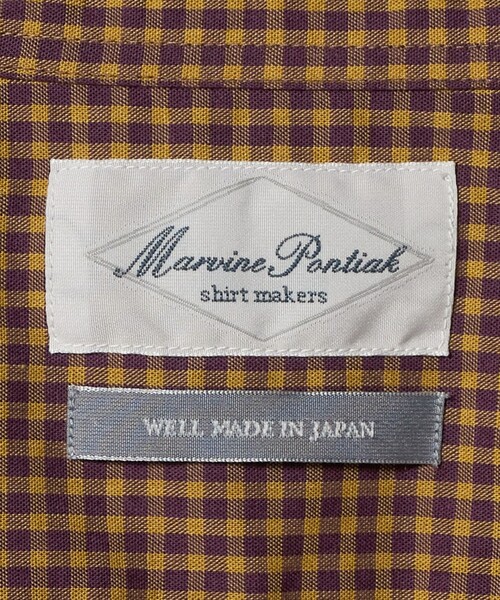 Marvine Pontiak
shirt makers
WELL MADE IN JAPAN